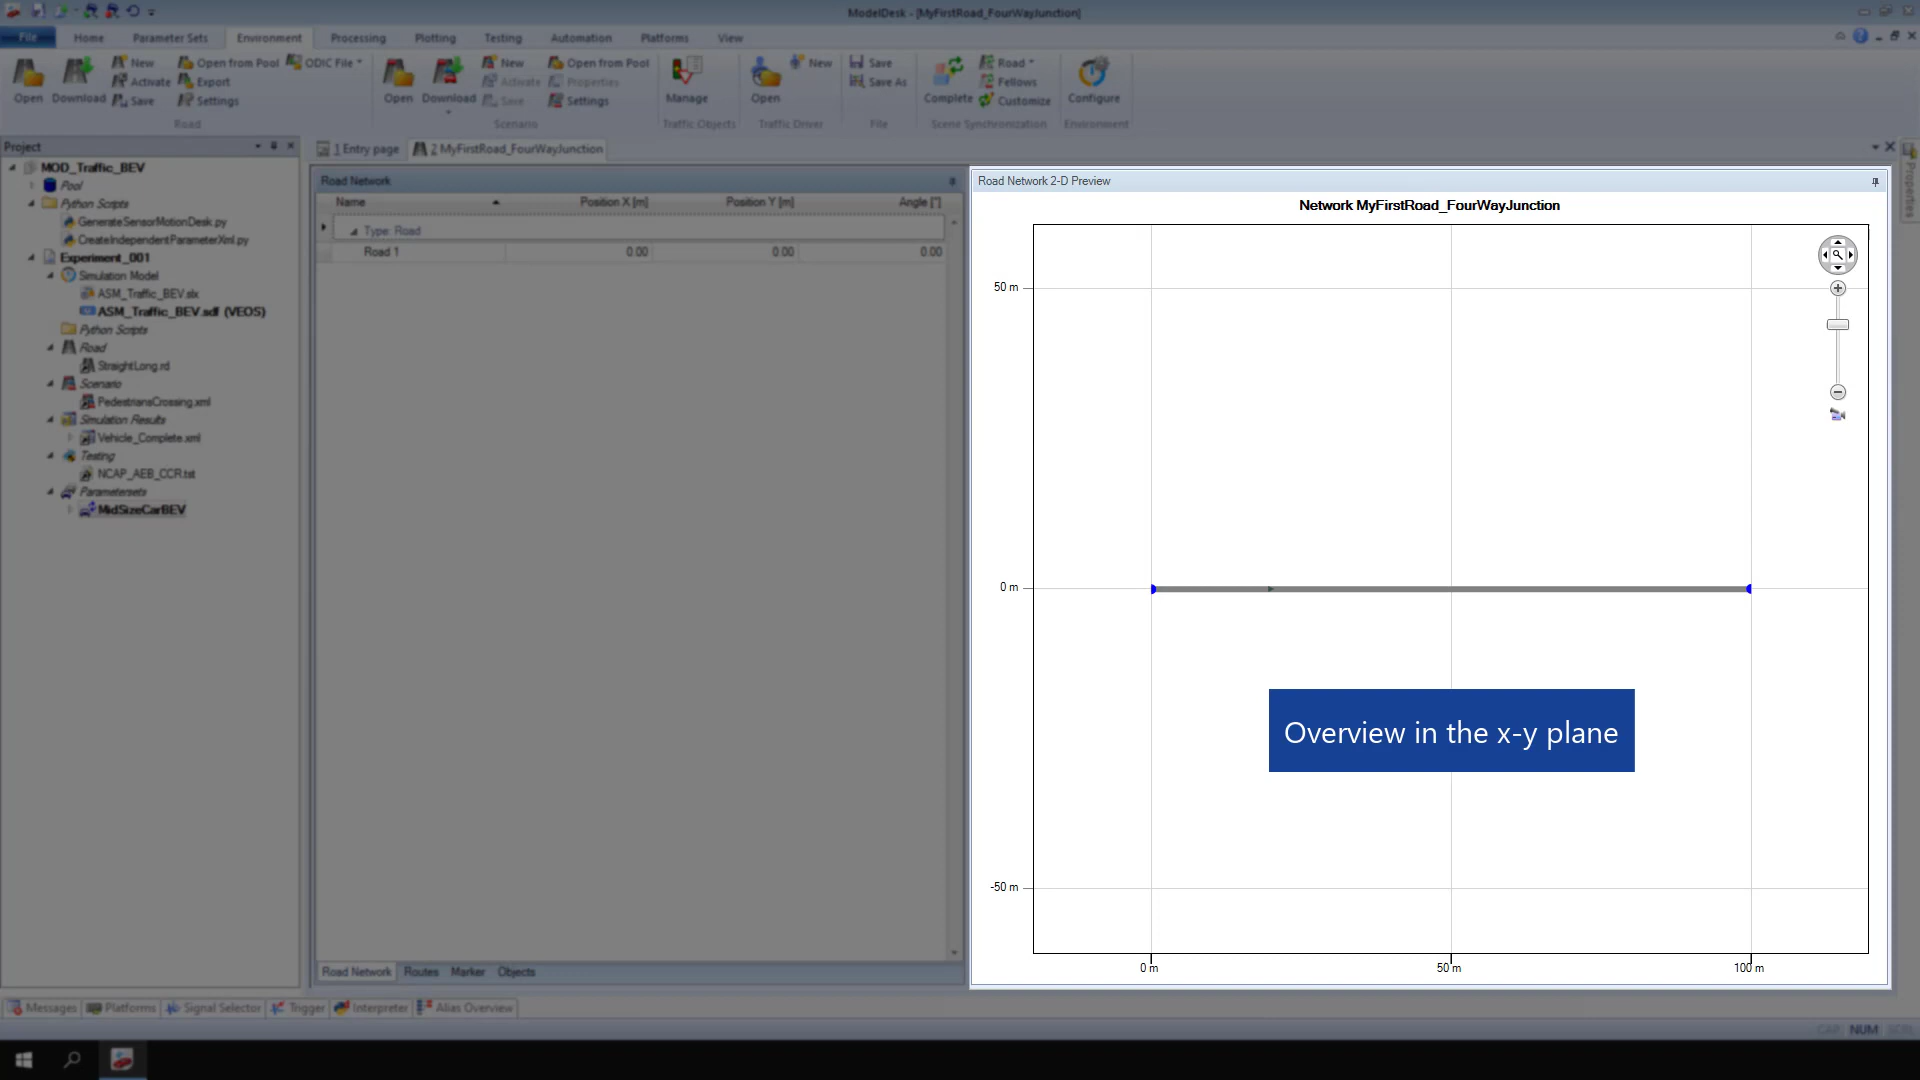 ModelDesk - [MyFirstRoad_FourWayJunction]
File Home Parameter Sets Environment Processing Plotting Testing Automation Platforms View
Open Download New Activate Save Open from Pool Export Settings ODIC File
Road
Open Download New Activate Save Open from Pool Properties Settings
Scenario
Manage
Traffic Objects
Open New
Traffic Driver
Save
Save As
File
Complete Road Fellows Customize
Scene Synchronization
Configure
Environment
Project
MOD_Traffic_BEV
Pool
Python Scripts
GenerateSensorMotionDesk.py
CreateIndependentParameterXml.py
Experiment_001
Simulation Model
ASM_Traffic_BEV.slx
ASM_Traffic_BEV.sdf (VEOS)
Python Scripts
Road
StraightLong.rd
Scenario
PedestriansCrossing.xml
Simulation Results
Vehicle_Complete.xml
Testing
NCAP_AEB_CCR.tst
Parametersets
MidSizeCarBEV
1 Entry page 2 MyFirstRoad_FourWayJunction
Road Network
Name Position X [m] Position Y [m] Angle [°]
Type: Road
Road 1 0.00 0.00 0.00
Road Network Routes Marker Objects
Road Network 2-D Preview
Network MyFirstRoad_FourWayJunction
50 m
0 m
-50 m
0 m 50 m 100 m
Overview in the x-y plane
Properties
Messages Platforms Signal Selector Trigger Interpreter Alias Overview
CAP NUM SCRL